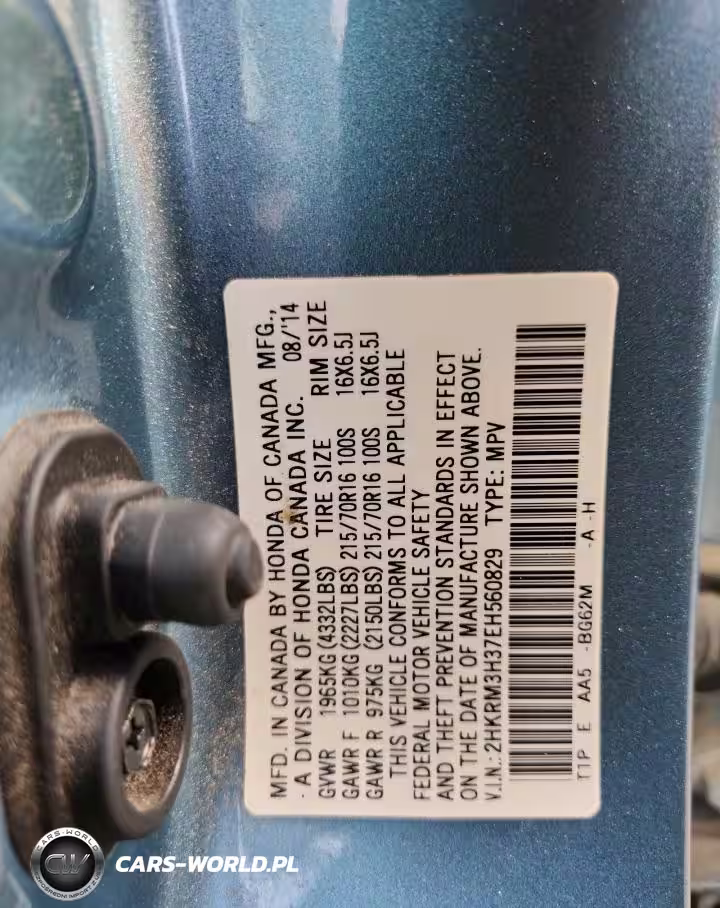 MFD. IN CANADA BY HONDA OF CANADA MFG.,
A DIVISION OF HONDA CANADA INC. 08/'14
GVWR 1965KG(4332LBS) TIRE SIZE RIM SIZE
GAWR F 1010KG(2227LBS) 215/70R16 100S 16X6.5J
GAWR R 975KG (2150LBS) 215/70R16 100S 16X6.5J
THIS VEHICLE CONFORMS TO ALL APPLICABLE
FEDERAL MOTOR VEHICLE SAFETY
AND THEFT PREVENTION STANDARDS IN EFFECT
ON THE DATE OF MANUFACTURE SHOWN ABOVE.
V.I.N.: 2HKRM3H37EH560829 TYPE: MPV
T1P E AA5 -BG62M -A -H
CARS-WORLD
CW
CARS-WORLD.PL